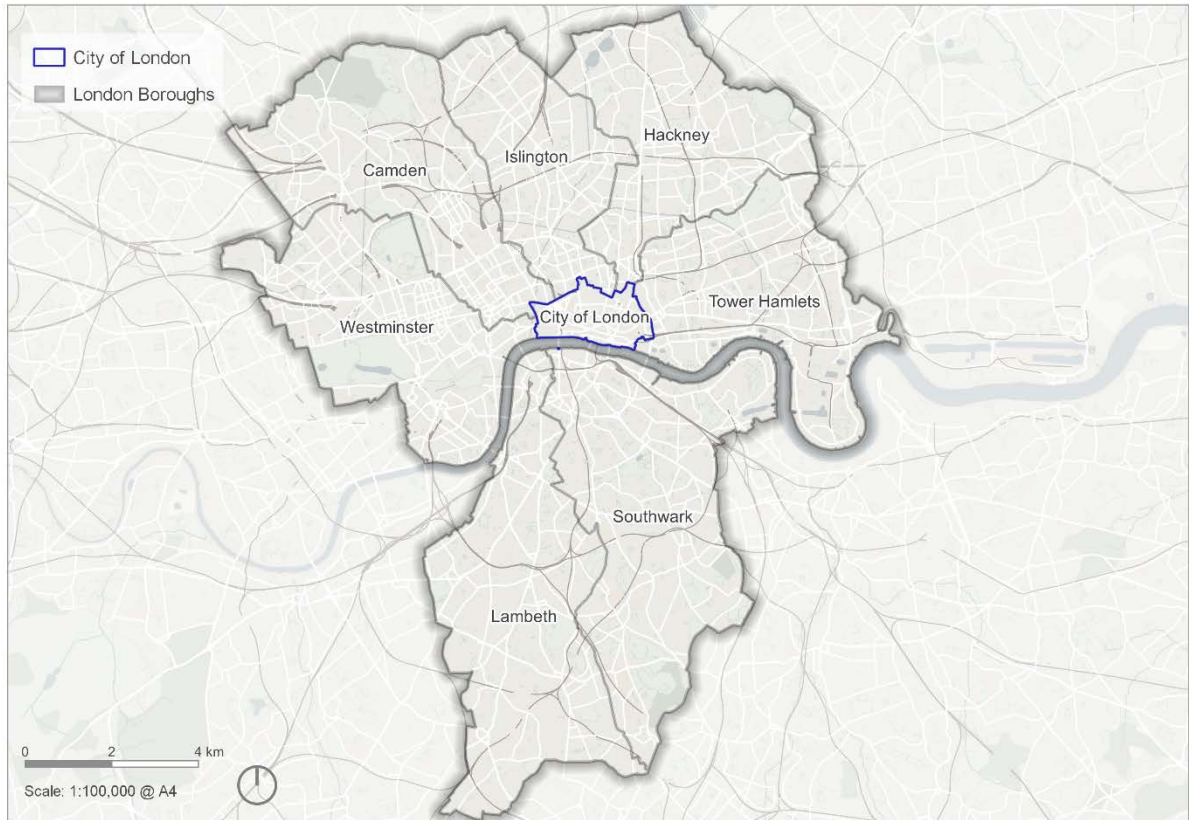 City of London
London Boroughs
Hackney
Islington
Camden
Tower Hamlets
City of London
Westminster
Southwark
Lambeth
0 2 4 km
Scale: 1:100,000 @ A4